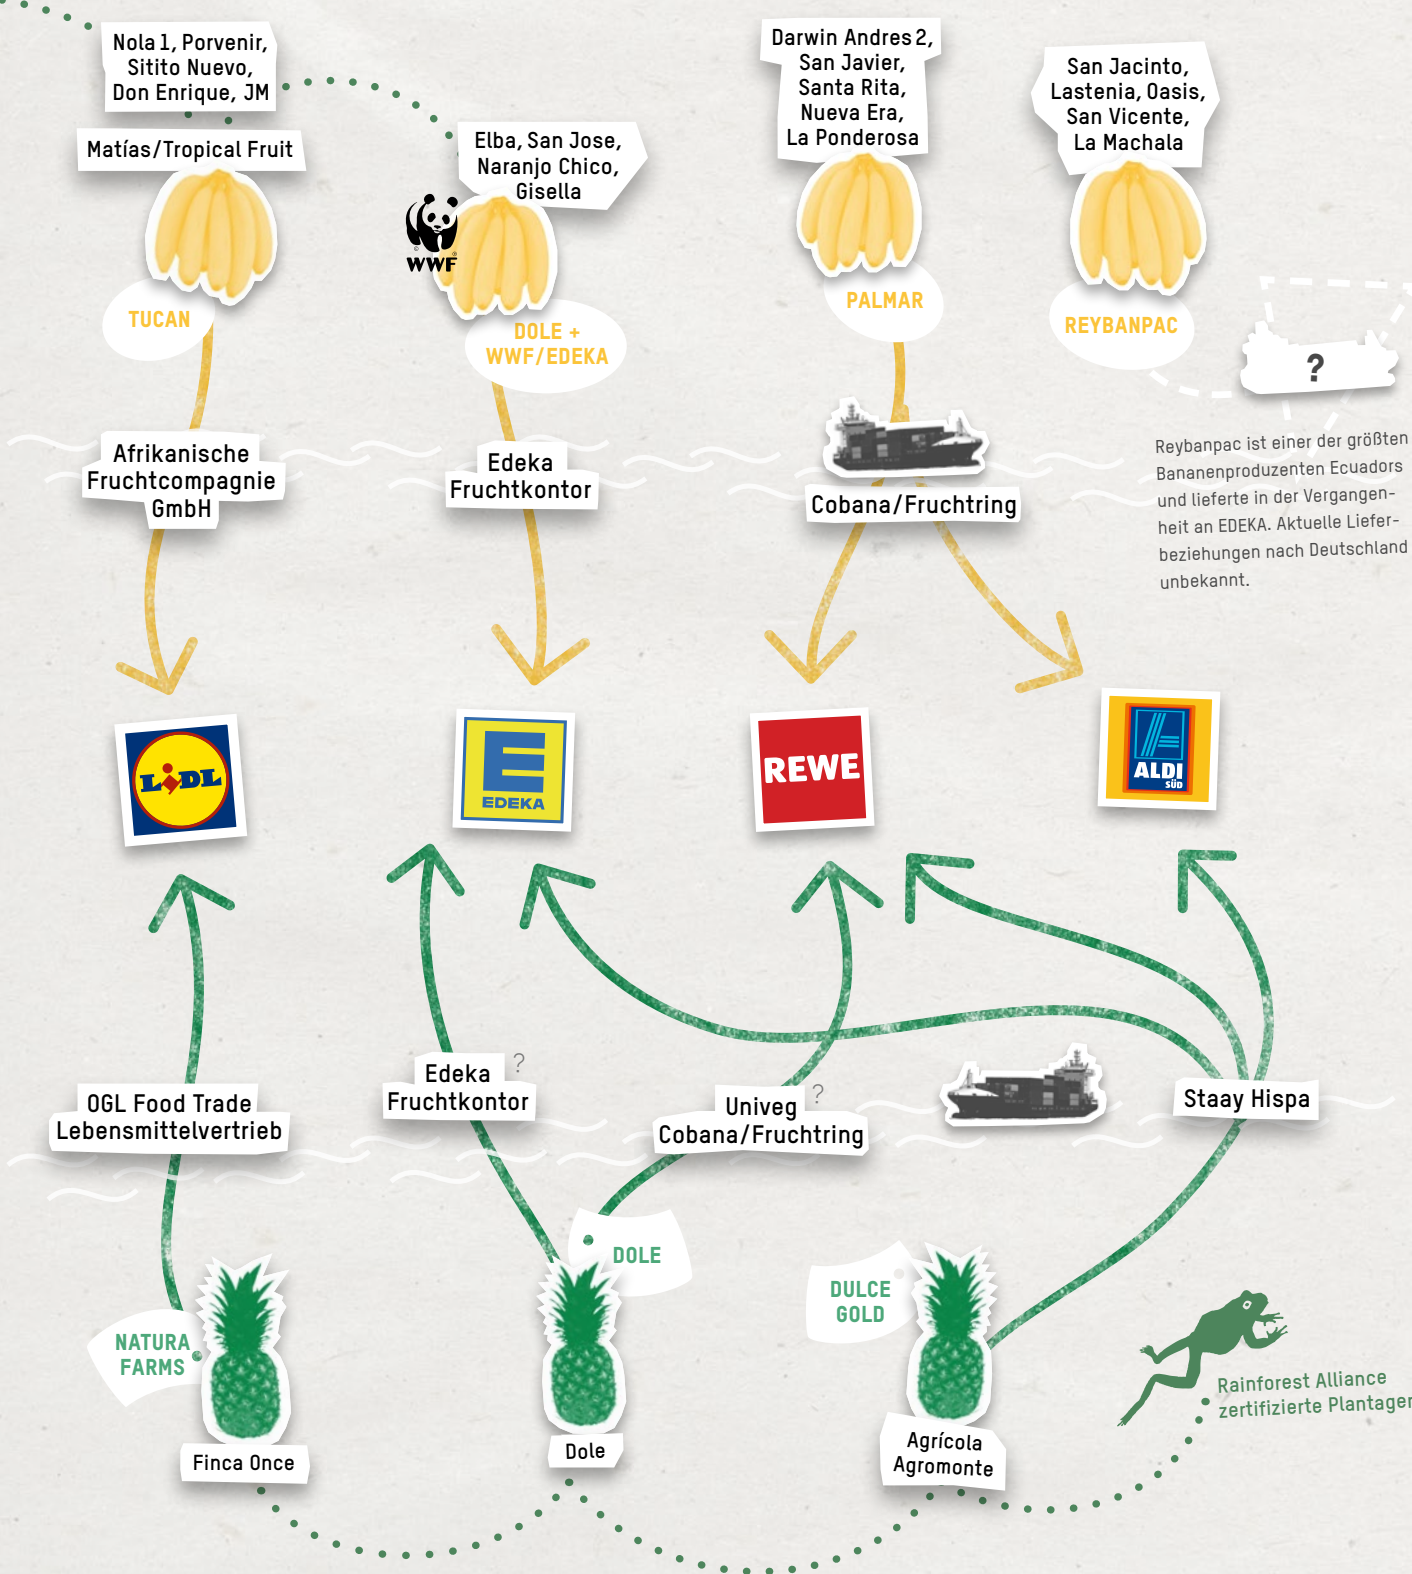 Nola 1, Porvenir,
Sitito Nuevo,
Don Enrique, JM
Matías/Tropical Fruit
TUCAN
Elba, San Jose,
Naranjo Chico,
Gisella
WWF
DOLE +
WWF/EDEKA
Darwin Andres 2,
San Javier,
Santa Rita,
Nueva Era,
La Ponderosa
PALMAR
San Jacinto,
Lastenia, Oasis,
San Vicente,
La Machala
REYBANPAC
?
Reybanpac ist einer der größten
Bananenproduzenten Ecuadors
und lieferte in der Vergangen-
heit an EDEKA. Aktuelle Liefer-
beziehungen nach Deutschland
unbekannt.
Afrikanische
Fruchtcompagnie
GmbH
Edeka
Fruchtkontor
Cobana/Fruchtring
LIDL
E
EDEKA
REWE
ALDI
SÜD
OGL Food Trade
Lebensmittelvertrieb
Edeka ?
Fruchtkontor
Univeg ?
Cobana/Fruchtring
Staay Hispa
NATURA
FARMS
Finca Once
DOLE
Dole
DULCE
GOLD
Agrícola
Agromonte
Rainforest Alliance
zertifizierte Plantagen